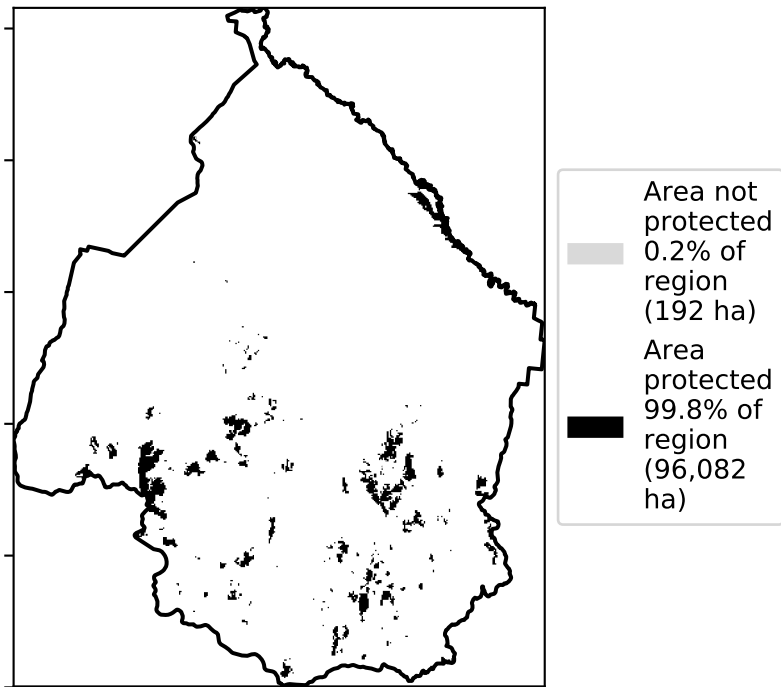 Area not
protected
0.2% of
region
(192 ha)
Area
protected
99.8% of
region
(96,082
ha)